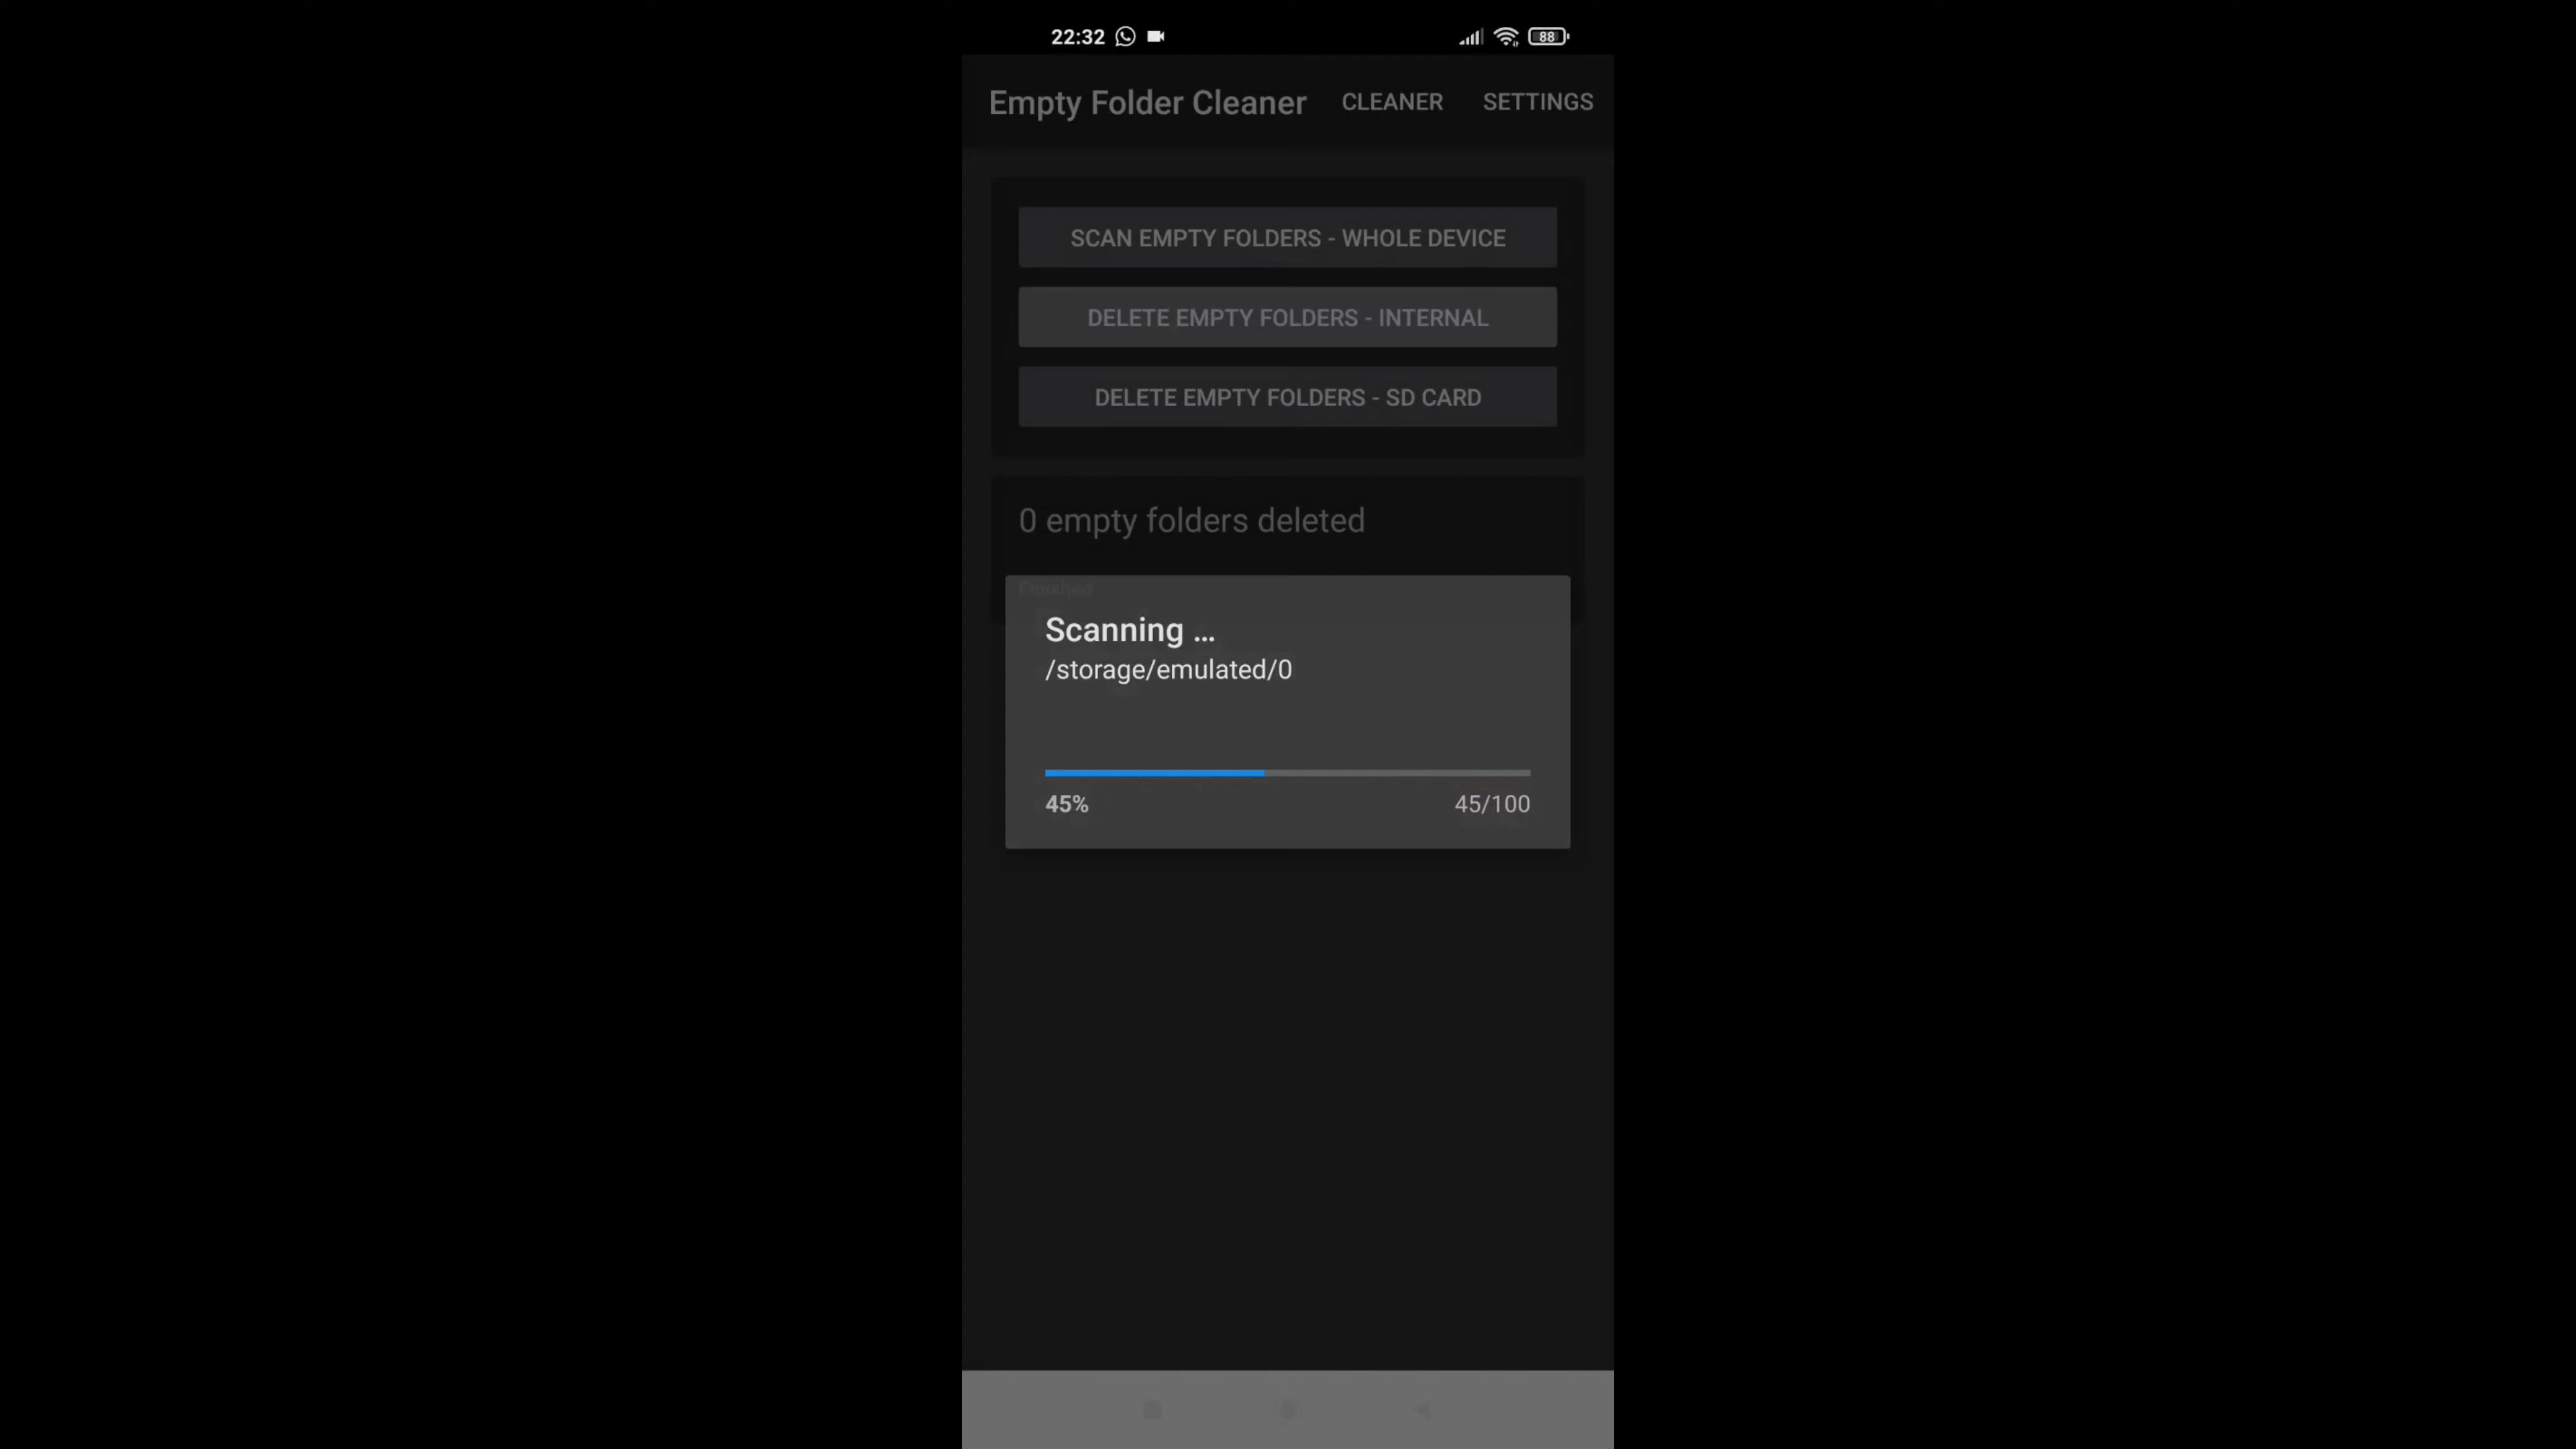 22:32 88
Empty Folder Cleaner CLEANER SETTINGS
SCAN EMPTY FOLDERS - WHOLE DEVICE
DELETE EMPTY FOLDERS - INTERNAL
DELETE EMPTY FOLDERS - SD CARD
0 empty folders deleted
Finished
Scanning ...
/storage/emulated/0
45% 45/100